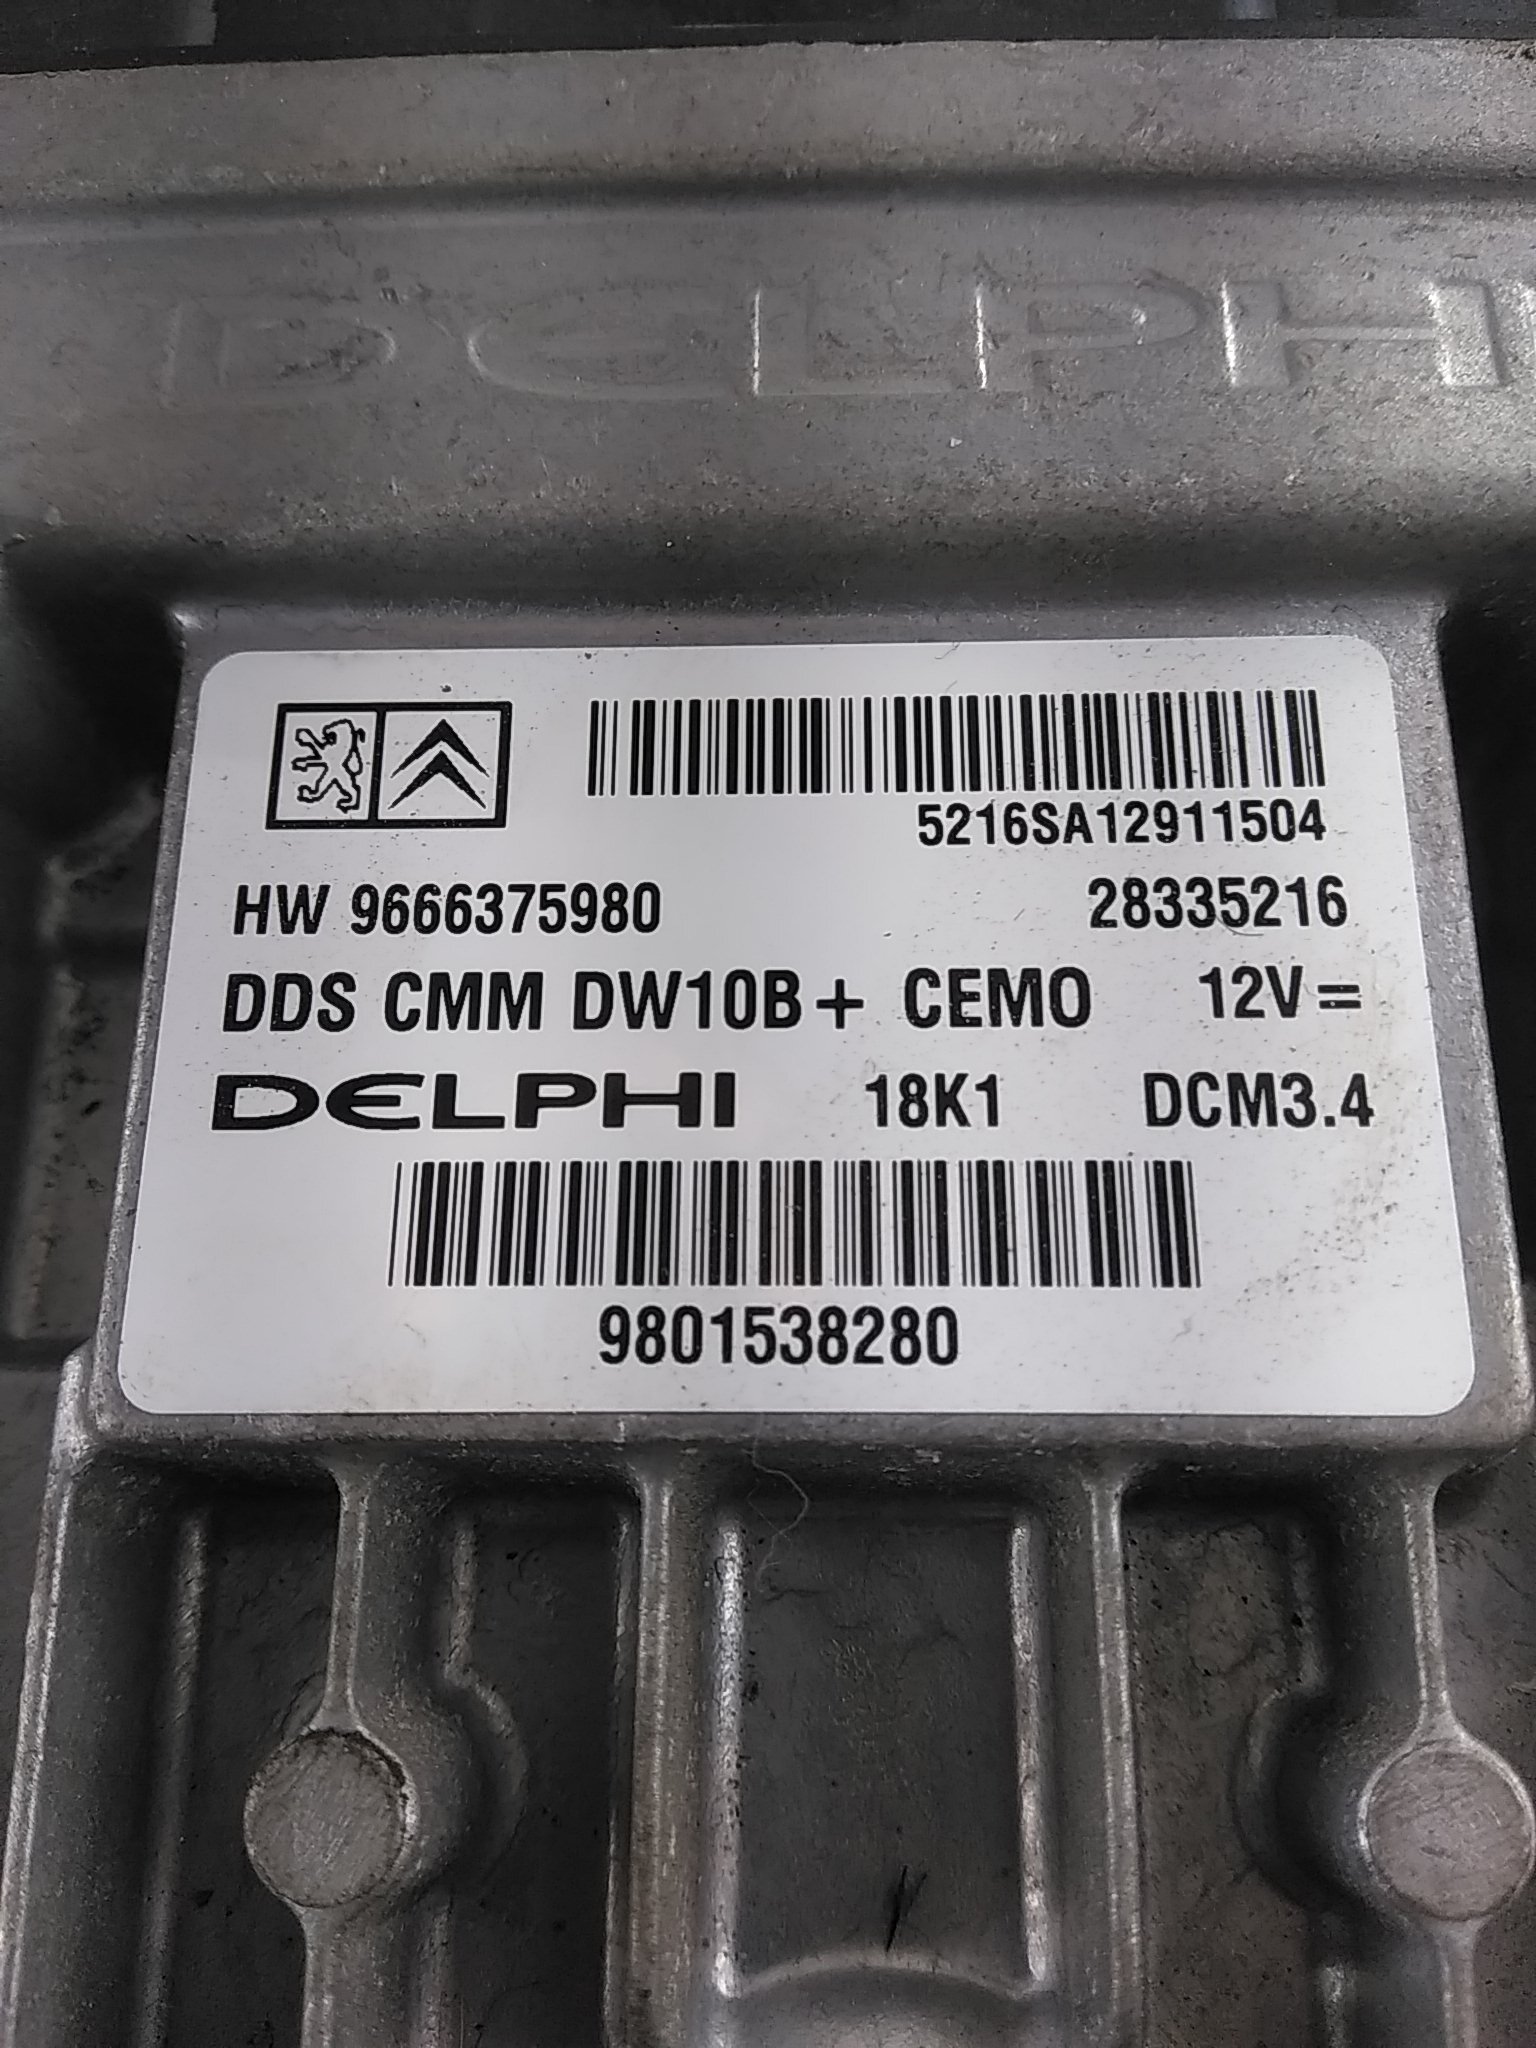 DELPHI
5216SA12911504
HW 9666375980 28335216
DDS CMM DW10B+ CEMO 12V=
DELPHI 18K1 DCM3.4
9801538280